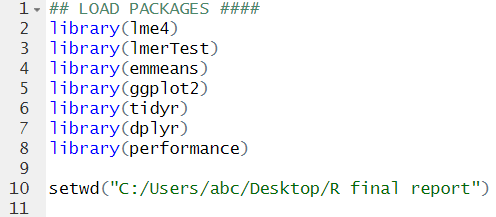 1 ## LOAD PACKAGES ####
2 library(lme4)
3 library(lmerTest)
4 library(emmeans)
5 library(ggplot2)
6 library(tidyr)
7 library(dplyr)
8 library(performance)
9
10 setwd("C:/Users/abc/Desktop/R final report")
11